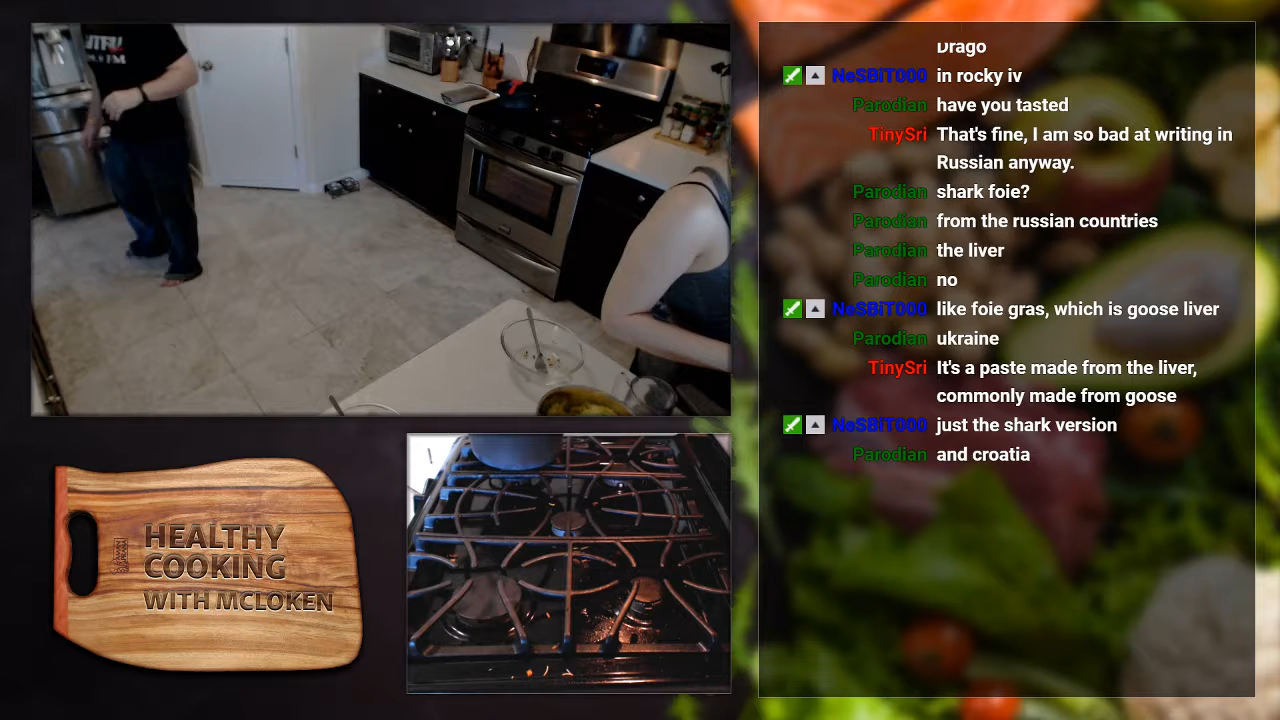 Drago
NeSBiT000 in rocky iv
Parodian have you tasted
TinySri That's fine, I am so bad at writing in
Russian anyway.
Parodian shark foie?
Parodian from the russian countries
Parodian the liver
Parodian no
NeSBiT000 like foie gras, which is goose liver
Parodian ukraine
TinySri It's a paste made from the liver,
commonly made from goose
NeSBiT000 just the shark version
Parodian and croatia
HEALTHY
COOKING
WITH MCLOKEN